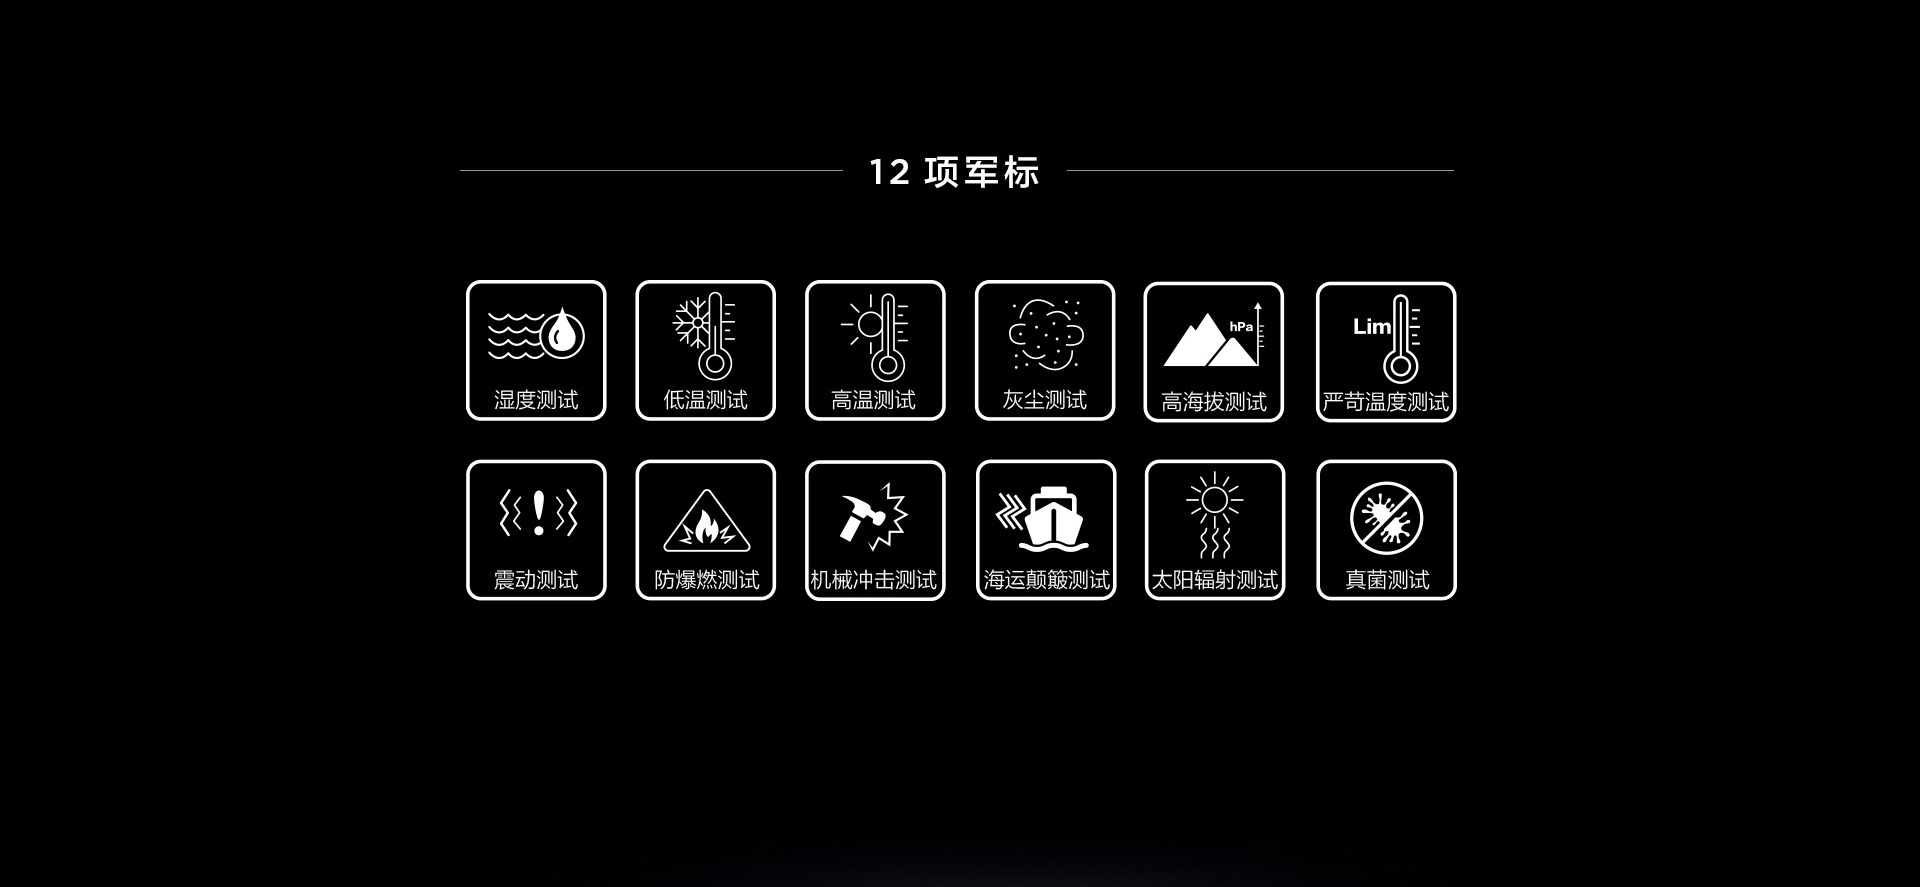 12 项军标
湿度测试
低温测试
高温测试
灰尘测试
hPa
高海拔测试
Lim
严苛温度测试
震动测试
防爆燃测试
机械冲击测试
海运颠簸测试
太阳辐射测试
真菌测试